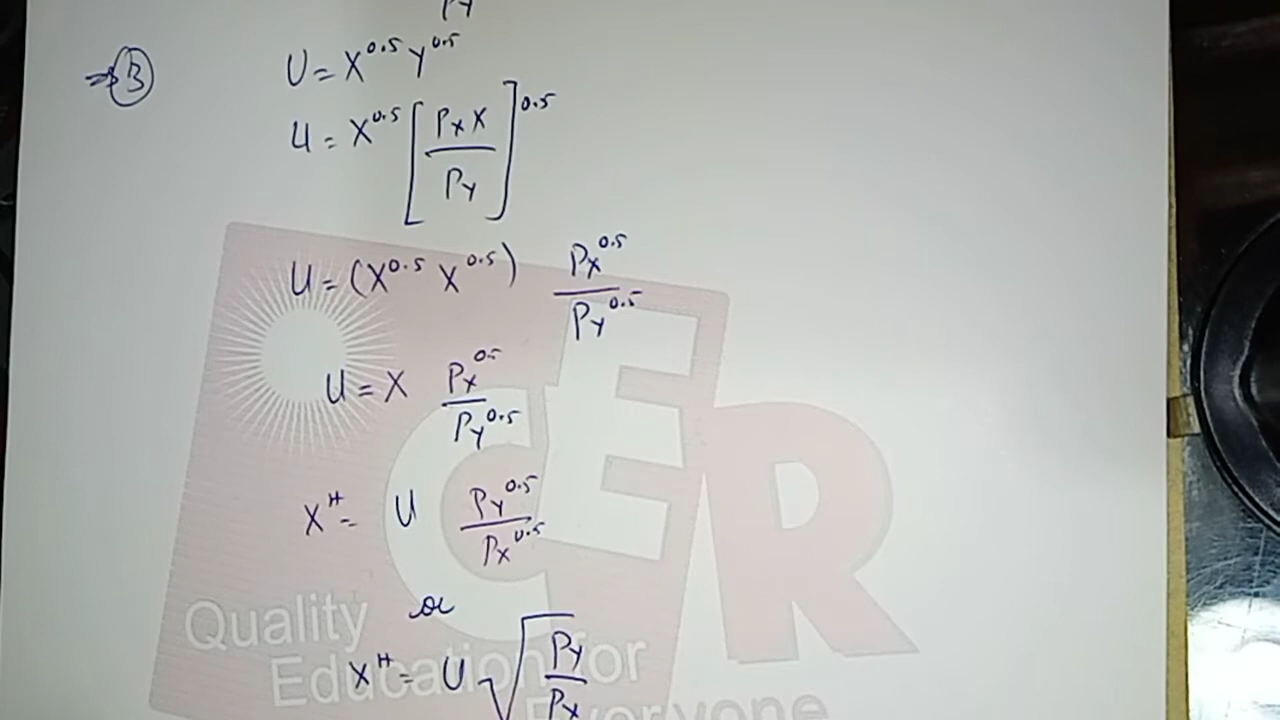 PY
⇒ 3 U = X^0.5 Y^0.5
U = X^0.5 [PX X / PY]^0.5
U = (X^0.5 X^0.5) PX^0.5 / PY^0.5
U = X PX^0.5 / PY^0.5
X^H = U PY^0.5 / PX^0.5
or
X^H = U √(PY / PX)
CER
Quality
Education for
Everyone